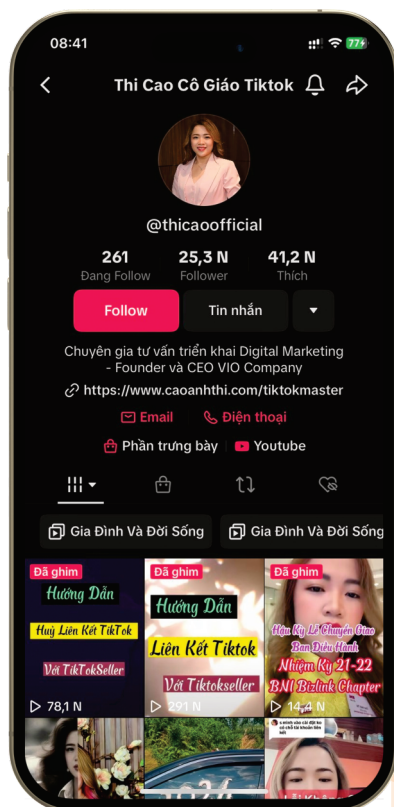 08:41
77
Thi Cao Cô Giáo Tiktok
@thicaoofficial
261 25,3 N 41,2 N
Đang Follow Follower Thích
Follow Tin nhắn
Chuyên gia tư vấn triển khai Digital Marketing
- Founder và CEO VIO Company
https://www.caoanhthi.com/tiktokmaster
Email Điện thoại
Phần trưng bày Youtube
Gia Đình Và Đời Sống Gia Đình Và Đời Sống
Đã ghim
Hướng Dẫn
Huỷ Liên Kết TikTok
Với TikTokSeller
78,1 N
Đã ghim
Hướng Dẫn
Liên Kết Tiktok
Với Tiktokseller
291 N
Đã ghim
Hậu Kỳ Lễ Chuyển Giao
Ban Điều Hành
Nhiệm Kỳ 21-22
BNI Bizlink Chapter
14,4 N
2024